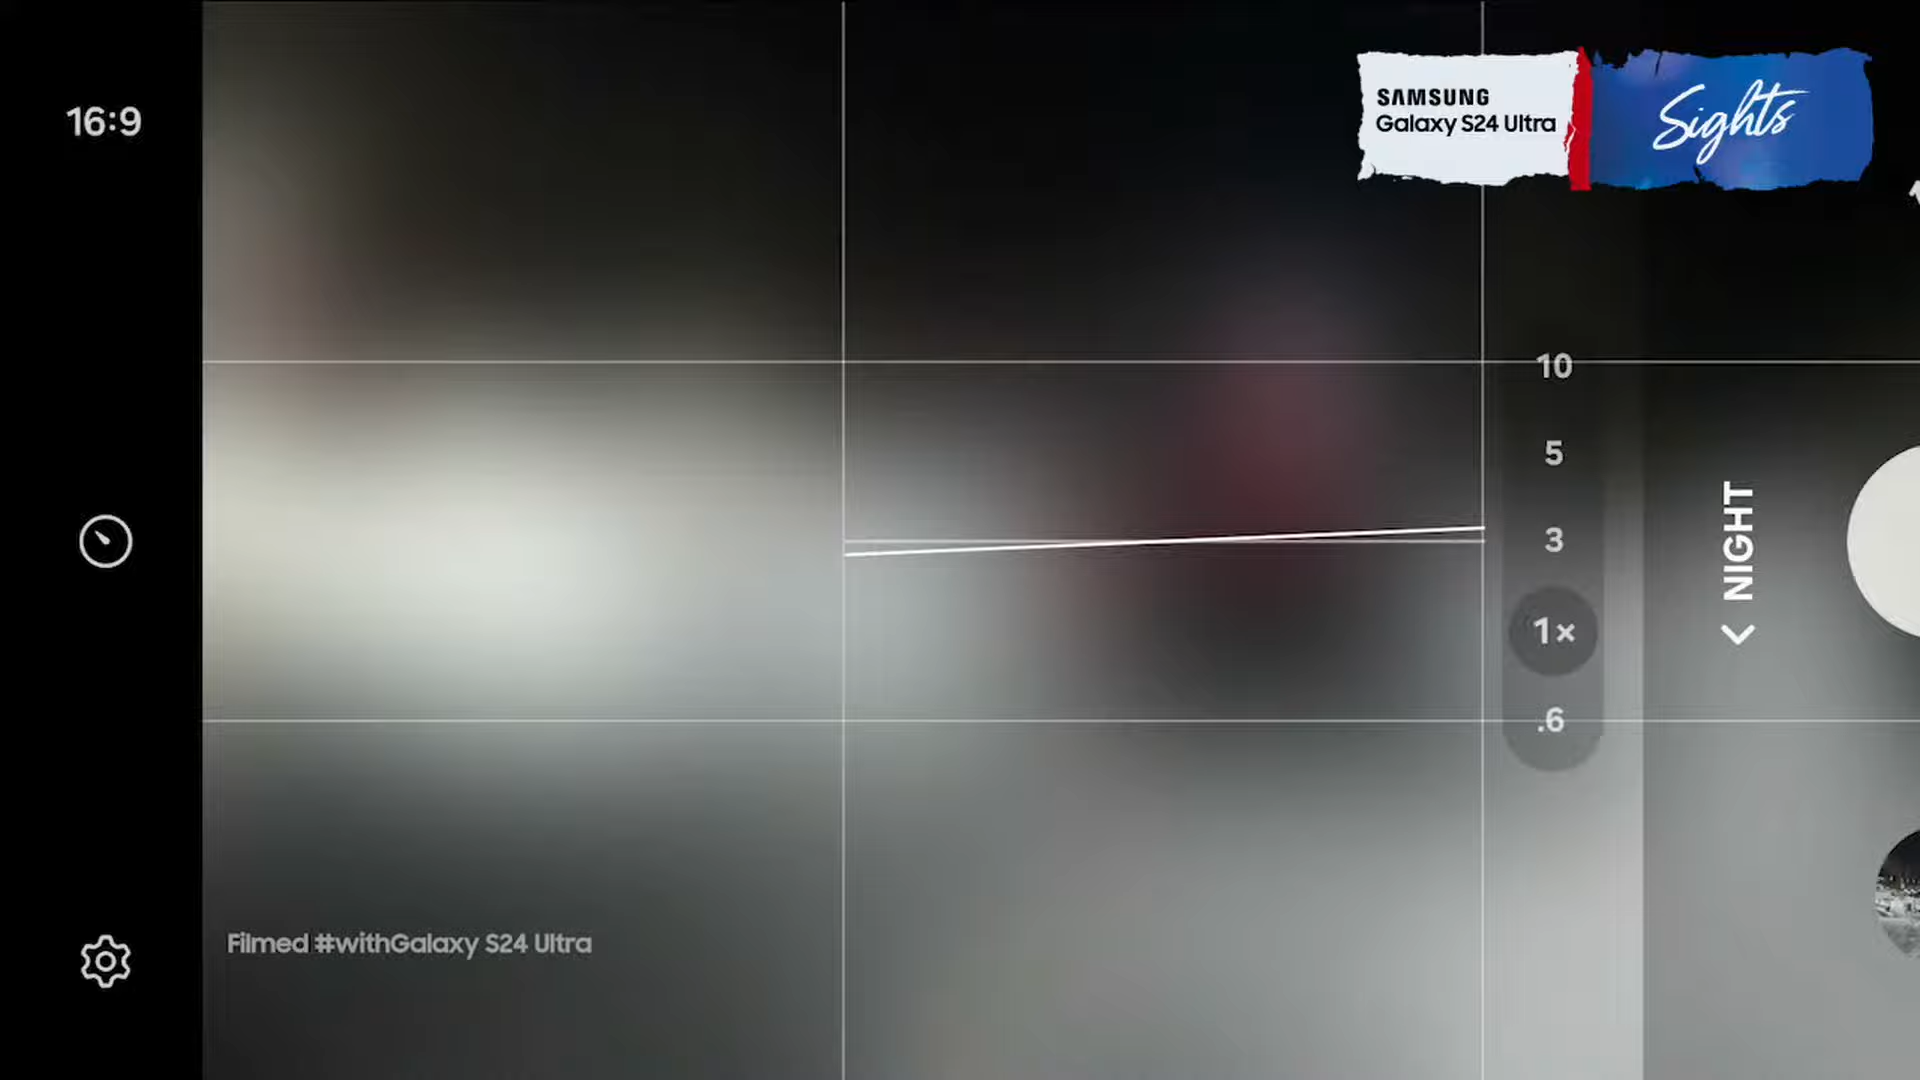 16:9
SAMSUNG
Galaxy S24 Ultra
Sights
10
5
3
1×
.6
NIGHT
Filmed #withGalaxy S24 Ultra